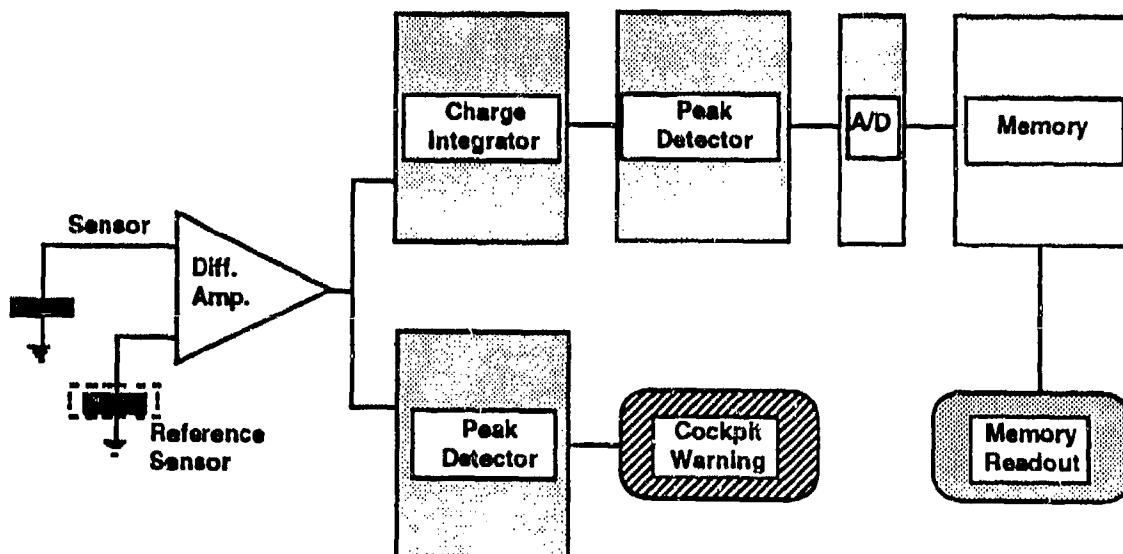 Charge
Integrator
Peak
Detector
A/D
Memory
Sensor
Diff.
Amp.
Reference
Sensor
Peak
Detector
Cockpit
Warning
Memory
Readout